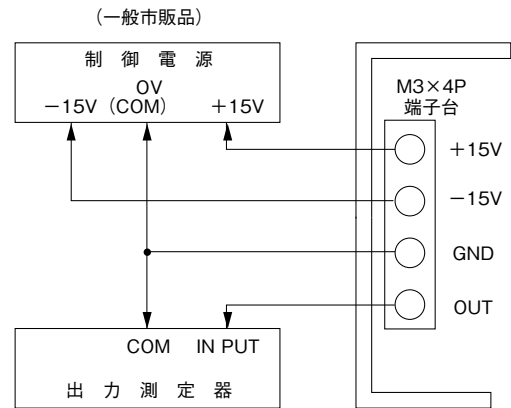 （一般市販品）
制御電源
0V
−15V（COM） +15V
M3×4P
端子台
+15V
−15V
GND
OUT
COM IN PUT
出力測定器